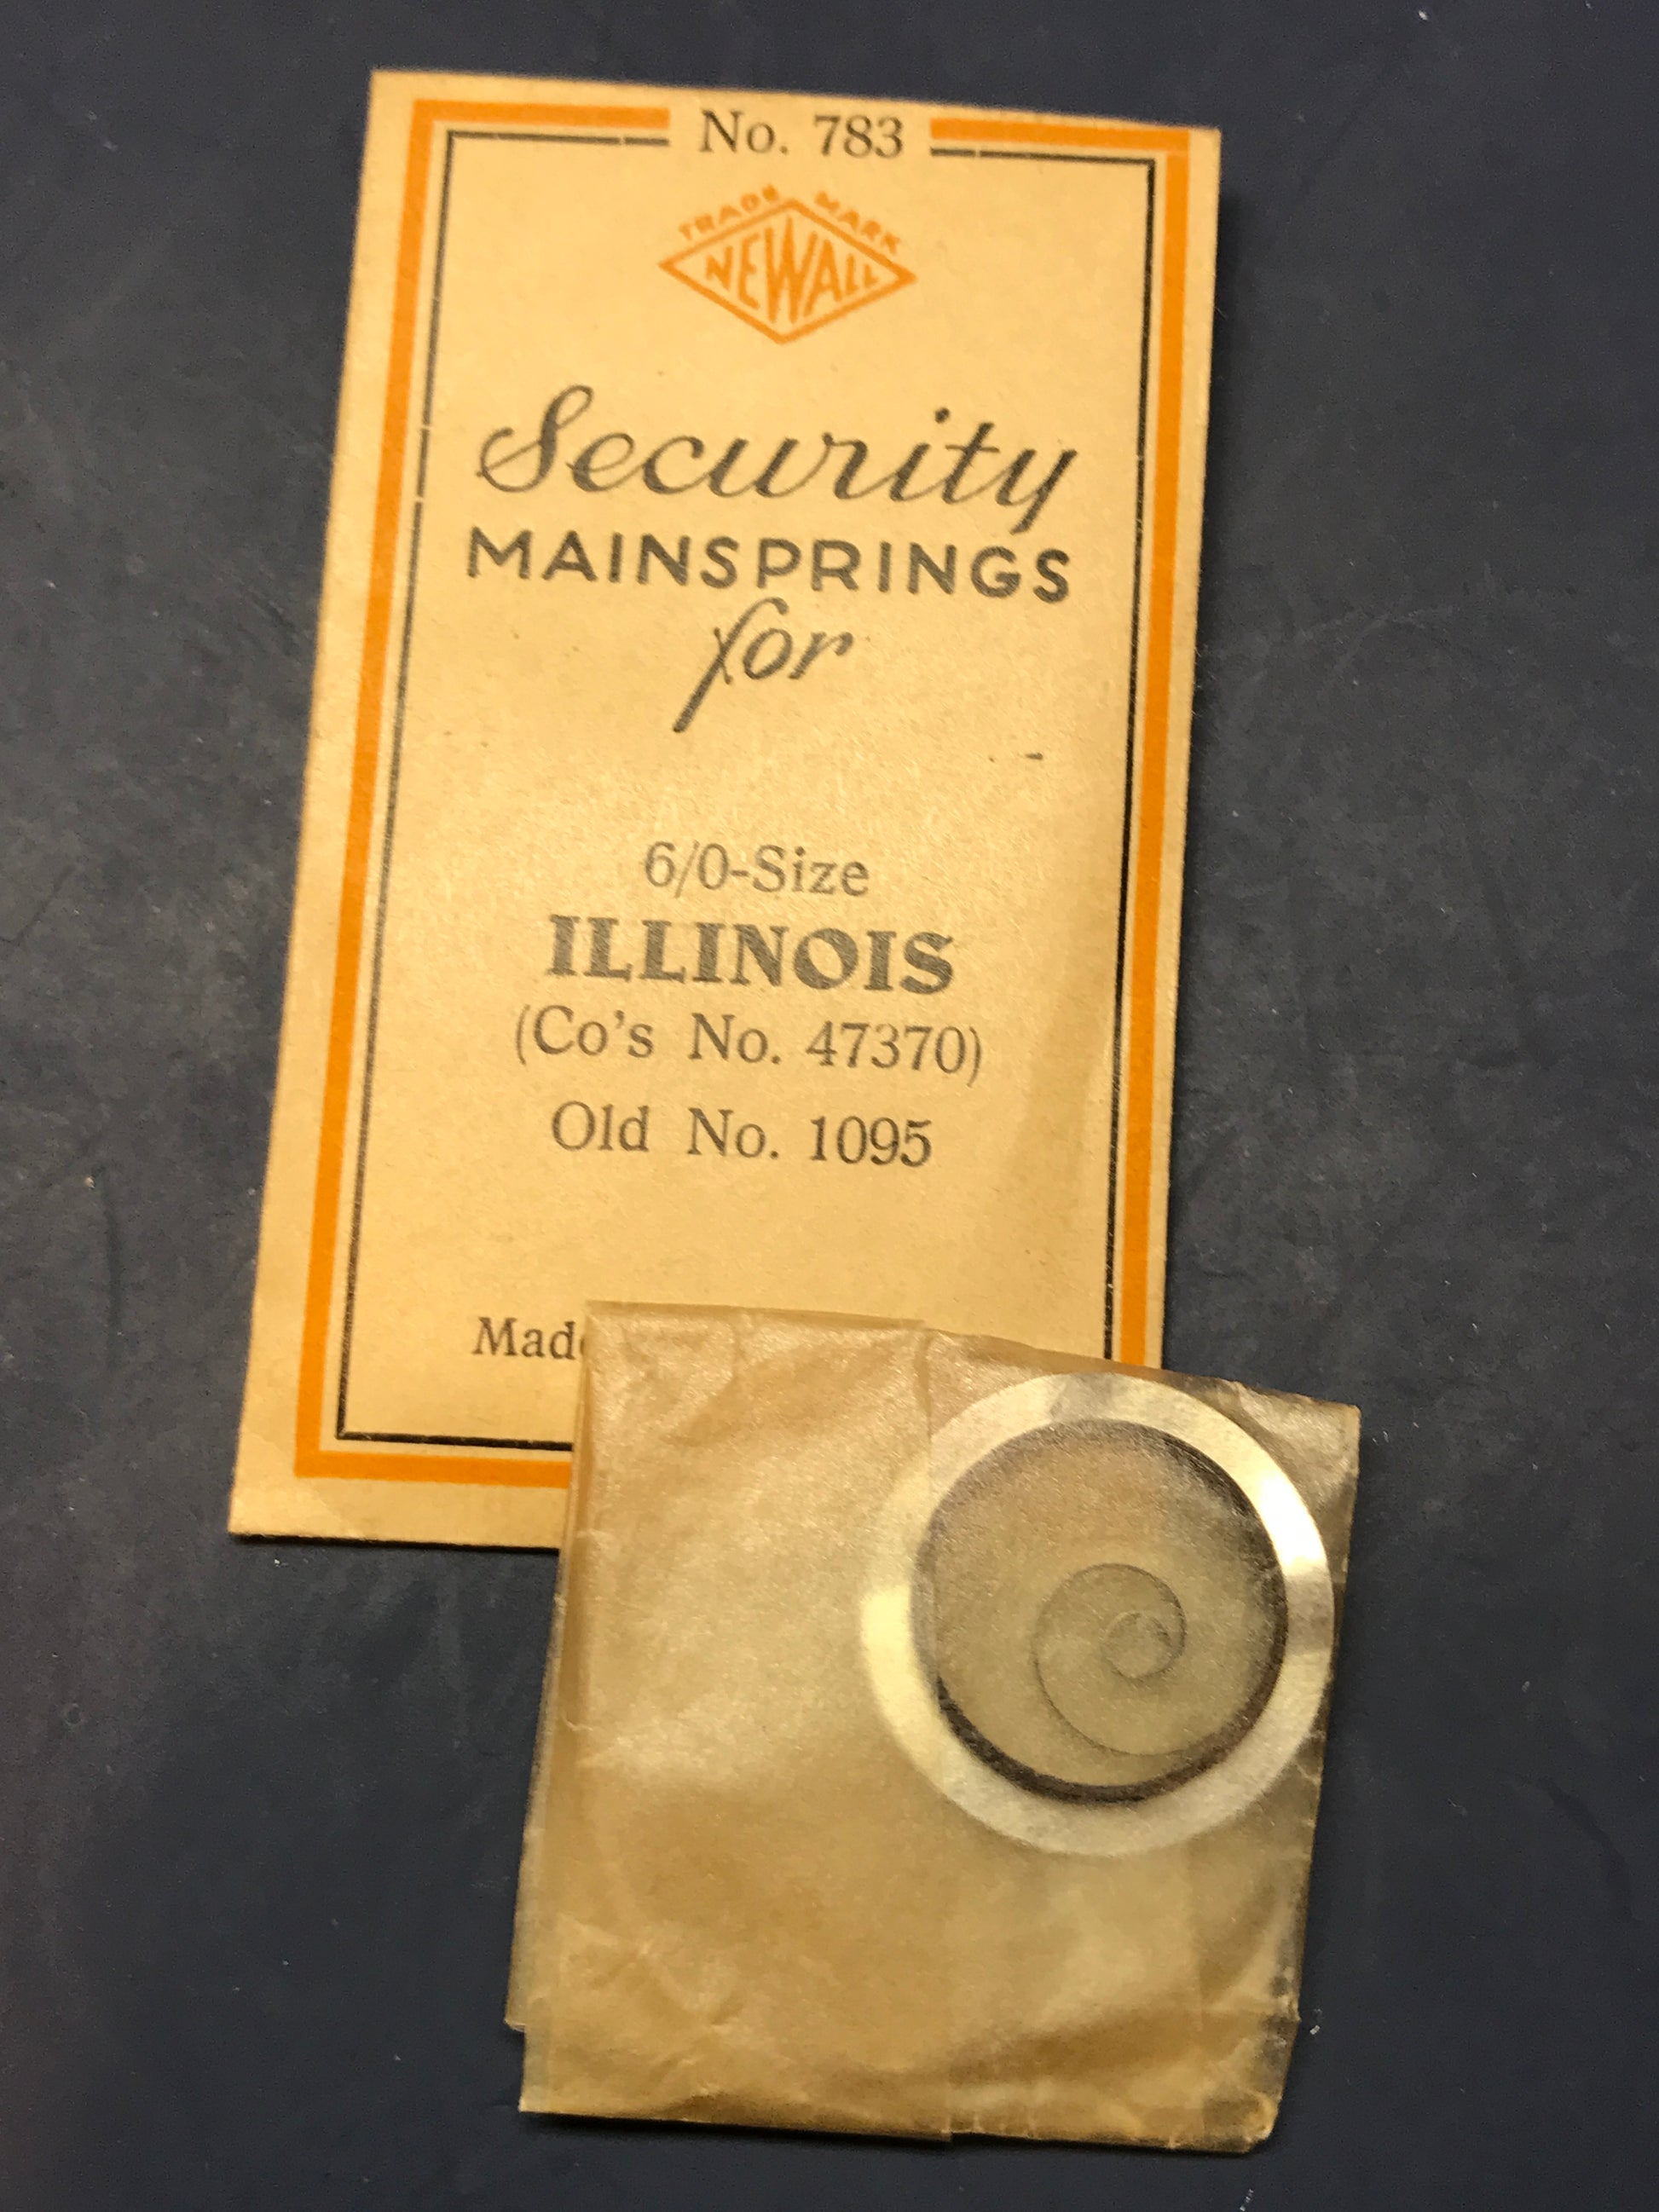 No. 783
TRADE MARK
NEWALL
Security
MAINSPRINGS
for
6/0-Size
ILLINOIS
(Co's No. 47370)
Old No. 1095